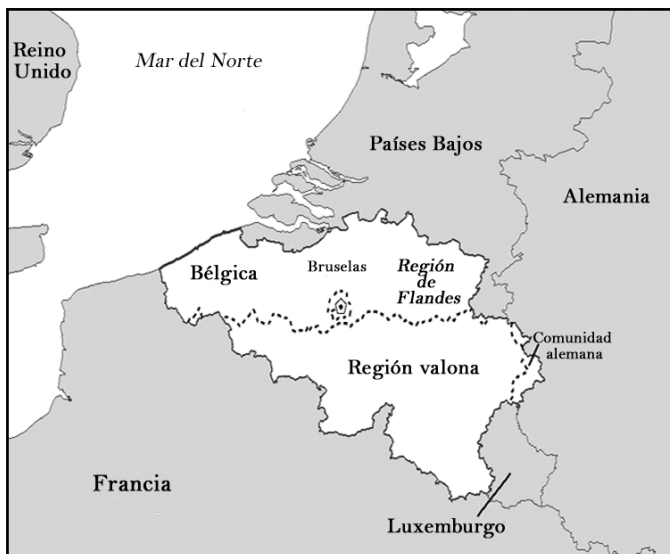 Reino
Unido
Mar del Norte
Países Bajos
Alemania
Bélgica
Bruselas
Región
de
Flandes
Comunidad
alemana
Región valona
Francia
Luxemburgo